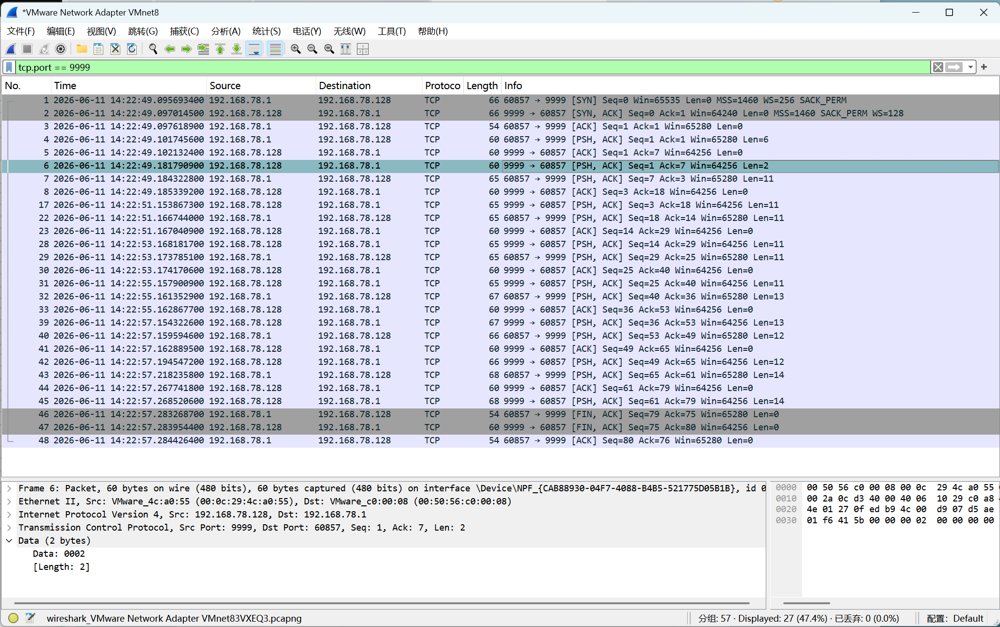 *VMware Network Adapter VMnet8
文件(F) 编辑(E) 视图(V) 跳转(G) 捕获(C) 分析(A) 统计(S) 电话(Y) 无线(W) 工具(T) 帮助(H)
tcp.port == 9999
No. Time Source Destination Protoco Length Info
1 2026-06-11 14:22:49.095693400 192.168.78.1 192.168.78.128 TCP 66 60857 → 9999 [SYN] Seq=0 Win=65535 Len=0 MSS=1460 WS=256 SACK_PERM
2 2026-06-11 14:22:49.097014500 192.168.78.128 192.168.78.1 TCP 66 9999 → 60857 [SYN, ACK] Seq=0 Ack=1 Win=64240 Len=0 MSS=1460 SACK_PERM WS=128
3 2026-06-11 14:22:49.097618900 192.168.78.1 192.168.78.128 TCP 54 60857 → 9999 [ACK] Seq=1 Ack=1 Win=65280 Len=0
4 2026-06-11 14:22:49.101745600 192.168.78.1 192.168.78.128 TCP 60 60857 → 9999 [PSH, ACK] Seq=1 Ack=1 Win=65280 Len=6
5 2026-06-11 14:22:49.102132400 192.168.78.128 192.168.78.1 TCP 60 9999 → 60857 [ACK] Seq=1 Ack=7 Win=64256 Len=0
6 2026-06-11 14:22:49.181790900 192.168.78.128 192.168.78.1 TCP 60 9999 → 60857 [PSH, ACK] Seq=1 Ack=7 Win=64256 Len=2
7 2026-06-11 14:22:49.184322800 192.168.78.1 192.168.78.128 TCP 65 60857 → 9999 [PSH, ACK] Seq=7 Ack=3 Win=65280 Len=11
8 2026-06-11 14:22:49.185339200 192.168.78.128 192.168.78.1 TCP 60 9999 → 60857 [ACK] Seq=3 Ack=18 Win=64256 Len=0
17 2026-06-11 14:22:51.153867300 192.168.78.128 192.168.78.1 TCP 65 9999 → 60857 [PSH, ACK] Seq=3 Ack=18 Win=64256 Len=11
22 2026-06-11 14:22:51.166744000 192.168.78.1 192.168.78.128 TCP 65 60857 → 9999 [PSH, ACK] Seq=18 Ack=14 Win=65280 Len=11
23 2026-06-11 14:22:51.167040900 192.168.78.128 192.168.78.1 TCP 60 9999 → 60857 [ACK] Seq=14 Ack=29 Win=64256 Len=0
28 2026-06-11 14:22:53.168181700 192.168.78.128 192.168.78.1 TCP 65 9999 → 60857 [PSH, ACK] Seq=14 Ack=29 Win=64256 Len=11
29 2026-06-11 14:22:53.173785100 192.168.78.1 192.168.78.128 TCP 65 60857 → 9999 [PSH, ACK] Seq=29 Ack=25 Win=65280 Len=11
30 2026-06-11 14:22:53.174170600 192.168.78.128 192.168.78.1 TCP 60 9999 → 60857 [ACK] Seq=25 Ack=40 Win=64256 Len=0
31 2026-06-11 14:22:55.157900900 192.168.78.128 192.168.78.1 TCP 65 9999 → 60857 [PSH, ACK] Seq=25 Ack=40 Win=64256 Len=11
32 2026-06-11 14:22:55.161352900 192.168.78.1 192.168.78.128 TCP 67 60857 → 9999 [PSH, ACK] Seq=40 Ack=36 Win=65280 Len=13
33 2026-06-11 14:22:55.162867700 192.168.78.128 192.168.78.1 TCP 60 9999 → 60857 [ACK] Seq=36 Ack=53 Win=64256 Len=0
39 2026-06-11 14:22:57.154322600 192.168.78.128 192.168.78.1 TCP 67 9999 → 60857 [PSH, ACK] Seq=36 Ack=53 Win=64256 Len=13
40 2026-06-11 14:22:57.159594600 192.168.78.1 192.168.78.128 TCP 66 60857 → 9999 [PSH, ACK] Seq=53 Ack=49 Win=65280 Len=12
41 2026-06-11 14:22:57.162889500 192.168.78.128 192.168.78.1 TCP 60 9999 → 60857 [ACK] Seq=49 Ack=65 Win=64256 Len=0
42 2026-06-11 14:22:57.194547200 192.168.78.128 192.168.78.1 TCP 66 9999 → 60857 [PSH, ACK] Seq=49 Ack=65 Win=64256 Len=12
43 2026-06-11 14:22:57.218235800 192.168.78.1 192.168.78.128 TCP 68 60857 → 9999 [PSH, ACK] Seq=65 Ack=61 Win=65280 Len=14
44 2026-06-11 14:22:57.267741800 192.168.78.128 192.168.78.1 TCP 60 9999 → 60857 [ACK] Seq=61 Ack=79 Win=64256 Len=0
45 2026-06-11 14:22:57.268520600 192.168.78.128 192.168.78.1 TCP 68 9999 → 60857 [PSH, ACK] Seq=61 Ack=79 Win=64256 Len=14
46 2026-06-11 14:22:57.283268700 192.168.78.1 192.168.78.128 TCP 54 60857 → 9999 [FIN, ACK] Seq=79 Ack=75 Win=65280 Len=0
47 2026-06-11 14:22:57.283954400 192.168.78.128 192.168.78.1 TCP 60 9999 → 60857 [FIN, ACK] Seq=75 Ack=80 Win=64256 Len=0
48 2026-06-11 14:22:57.284426400 192.168.78.1 192.168.78.128 TCP 54 60857 → 9999 [ACK] Seq=80 Ack=76 Win=65280 Len=0
Frame 6: Packet, 60 bytes on wire (480 bits), 60 bytes captured (480 bits) on interface \Device\NPF_{CAB88930-04F7-4088-B4B5-521775D05B1B}, id 0
Ethernet II, Src: VMware_4c:a0:55 (00:0c:29:4c:a0:55), Dst: VMware_c0:00:08 (00:50:56:c0:00:08)
Internet Protocol Version 4, Src: 192.168.78.128, Dst: 192.168.78.1
Transmission Control Protocol, Src Port: 9999, Dst Port: 60857, Seq: 1, Ack: 7, Len: 2
Data (2 bytes)
Data: 0002
[Length: 2]
0000 00 50 56 c0 00 08 00 0c 29 4c a0 55
0010 00 2a 0c d3 40 00 40 06 10 29 c0 a8
0020 4e 01 27 0f ed b9 4c 00 d9 07 d5 ae
0030 01 f6 41 5b 00 00 00 02 00 00 00 00
wireshark_VMware Network Adapter VMnet83VXEQ3.pcapng 分组: 57 · Displayed: 27 (47.4%) · 已丢弃: 0 (0.0%) 配置: Default